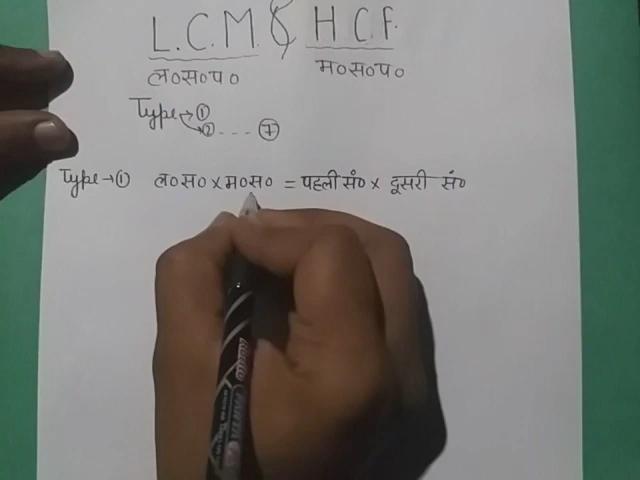 L.C.M. & H.C.F.
ल०स०प० म०स०प०
Type→①
→② - - - ⑦
Type→① ल०स०×म०स० = पहली सं० × दूसरी सं०